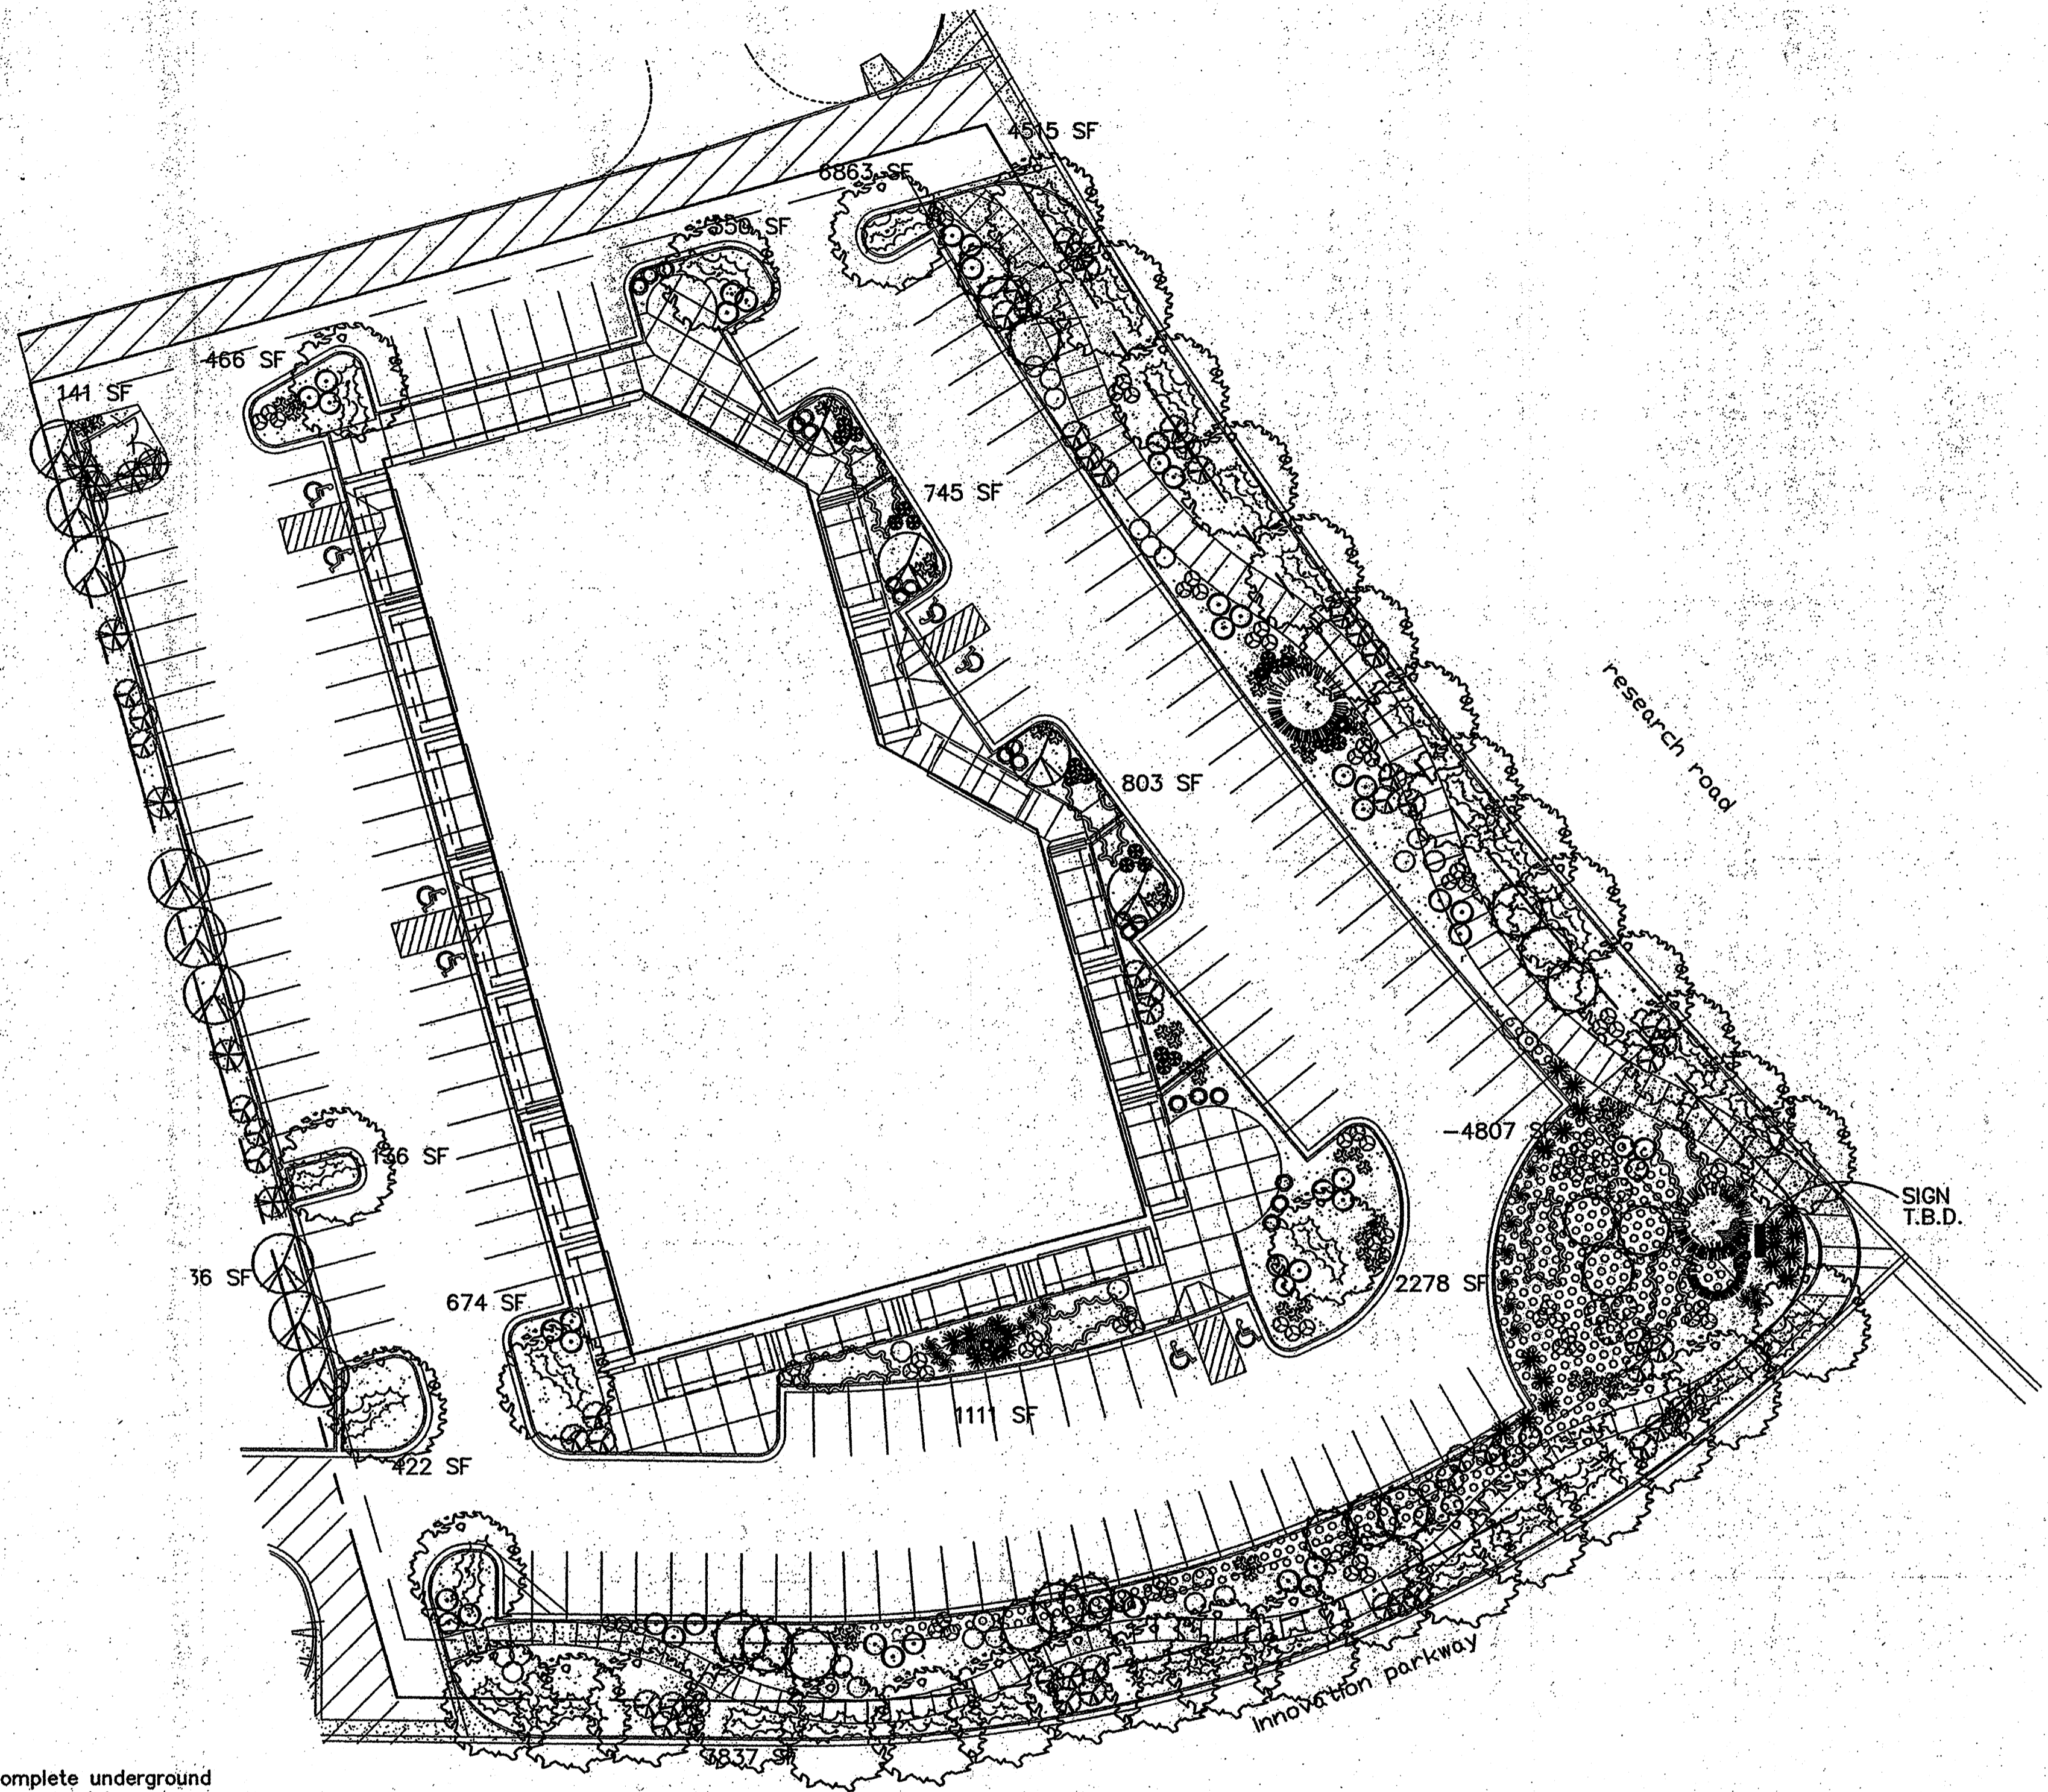 4515 SF
6863 SF
SF
466 SF
141 SF
745 SF
research road
803 SF
-4807 SF
136 SF
SIGN
T.B.D.
36 SF
2278 SF
674 SF
1111 SF
422 SF
innovation parkway
3837 SF
omplete underground